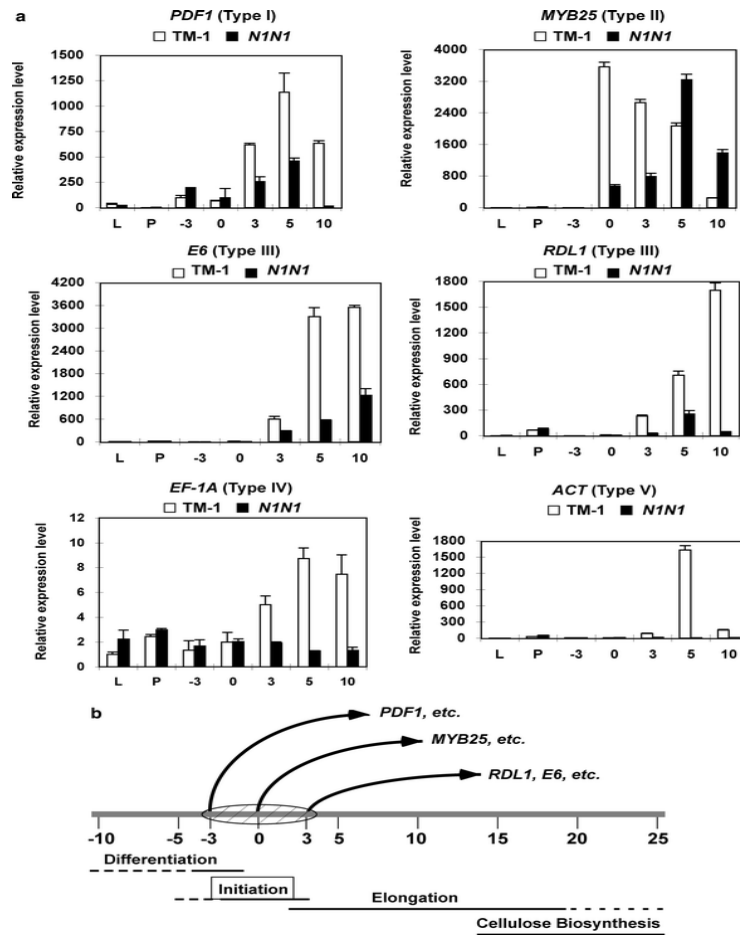 a
PDF1 (Type I)
TM-1 N1N1
Relative expression level
1500
1250
1000
750
500
250
0
L P -3 0 3 5 10
MYB25 (Type II)
TM-1 N1N1
Relative expression level
4000
3200
2400
1600
800
0
L P -3 0 3 5 10
E6 (Type III)
TM-1 N1N1
Relative expression level
4200
3600
3000
2400
1800
1200
600
0
L P -3 0 3 5 10
RDL1 (Type III)
TM-1 N1N1
Relative expression level
1800
1500
1200
900
600
300
0
L P -3 0 3 5 10
EF-1A (Type IV)
TM-1 N1N1
Relative expression level
12
10
8
6
4
2
0
L P -3 0 3 5 10
ACT (Type V)
TM-1 N1N1
Relative expression level
1800
1500
1200
900
600
300
0
L P -3 0 3 5 10
b
PDF1, etc.
MYB25, etc.
RDL1, E6, etc.
-10 -5 -3 0 3 5 10 15 20 25
Differentiation
Initiation
Elongation
Cellulose Biosynthesis